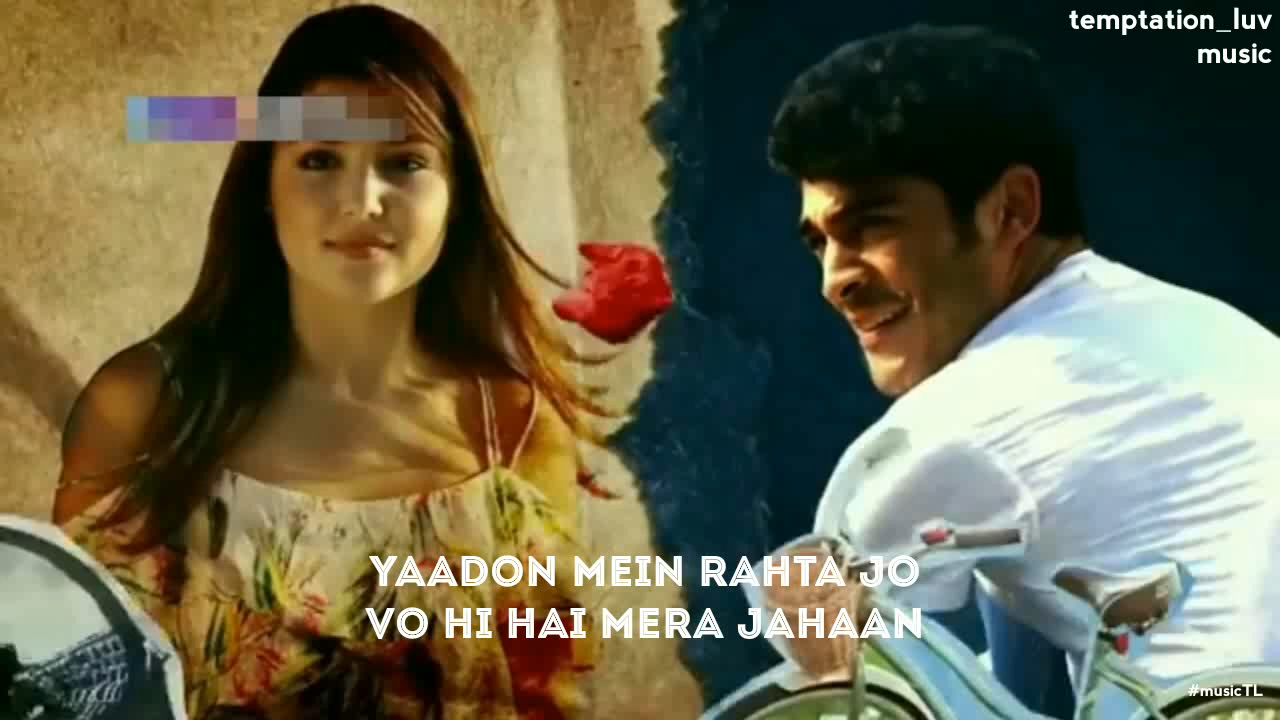 temptation_luv
music
YAADON MEIN RAHTA JO
VO HI HAI MERA JAHAAN
#musicTL